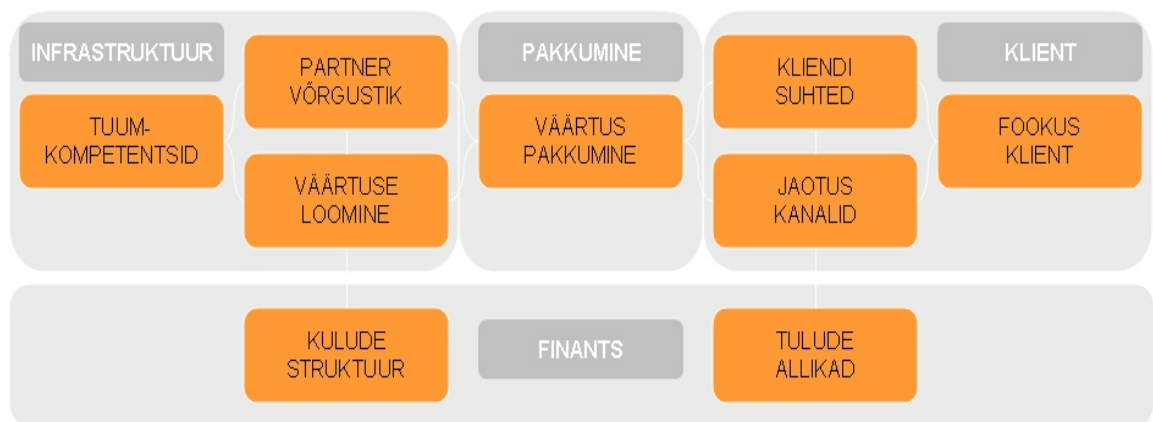 INFRASTRUKTUUR
TUUM-
KOMPETENTSID
PARTNER
VÕRGUSTIK
VÄÄRTUSE
LOOMINE
PAKKUMINE
VÄÄRTUS
PAKKUMINE
KLIENDI
SUHTED
JAOTUS
KANALID
KLIENT
FOOKUS
KLIENT
KULUDE
STRUKTUUR
FINANTS
TULUDE
ALLIKAD